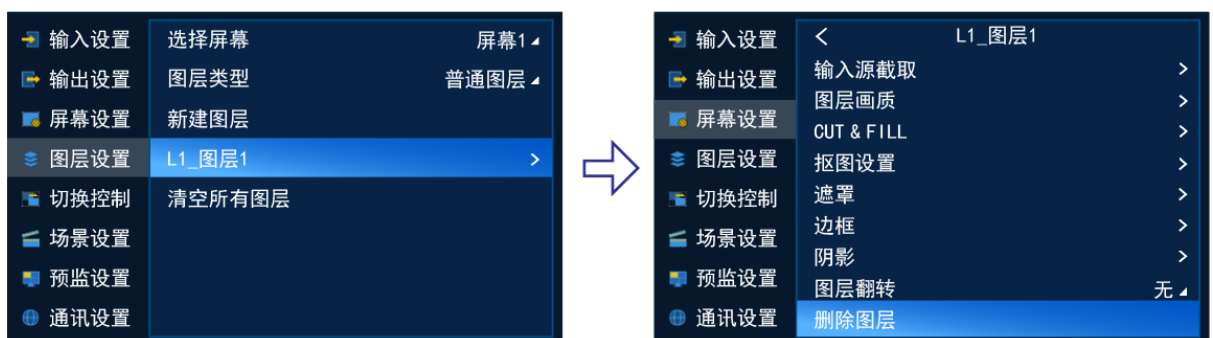 输入设置
输出设置
屏幕设置
图层设置
切换控制
场景设置
预监设置
通讯设置
选择屏幕 屏幕1
图层类型 普通图层
新建图层
L1_图层1 >
清空所有图层
输入设置
输出设置
屏幕设置
图层设置
切换控制
场景设置
预监设置
通讯设置
< L1_图层1
输入源截取 >
图层画质 >
CUT & FILL >
抠图设置 >
遮罩 >
边框 >
阴影 >
图层翻转 无
删除图层